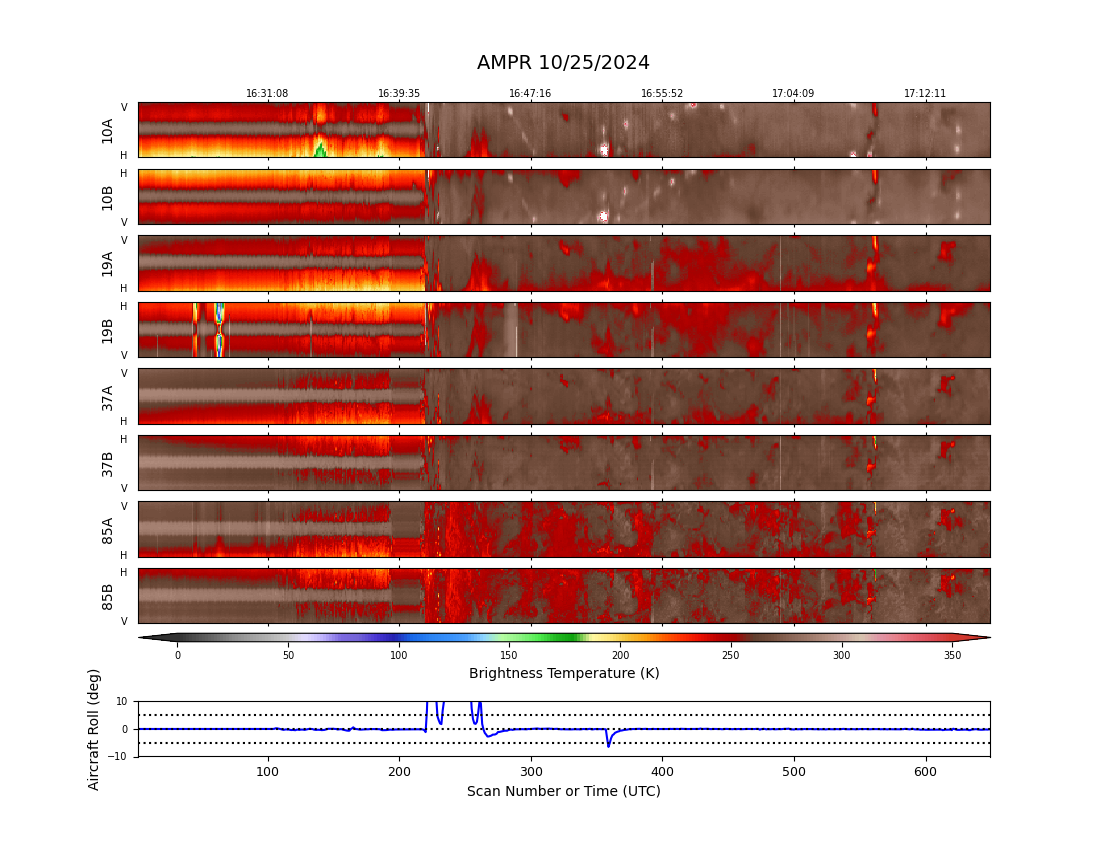 AMPR 10/25/2024
16:31:08 16:39:35 16:47:16 16:55:52 17:04:09 17:12:11
V
10A
H
H
10B
V
V
19A
H
H
19B
V
V
37A
H
H
37B
V
V
85A
H
H
85B
V
0 50 100 150 200 250 300 350
Brightness Temperature (K)
Aircraft Roll (deg)
10
0
−10
100 200 300 400 500 600
Scan Number or Time (UTC)